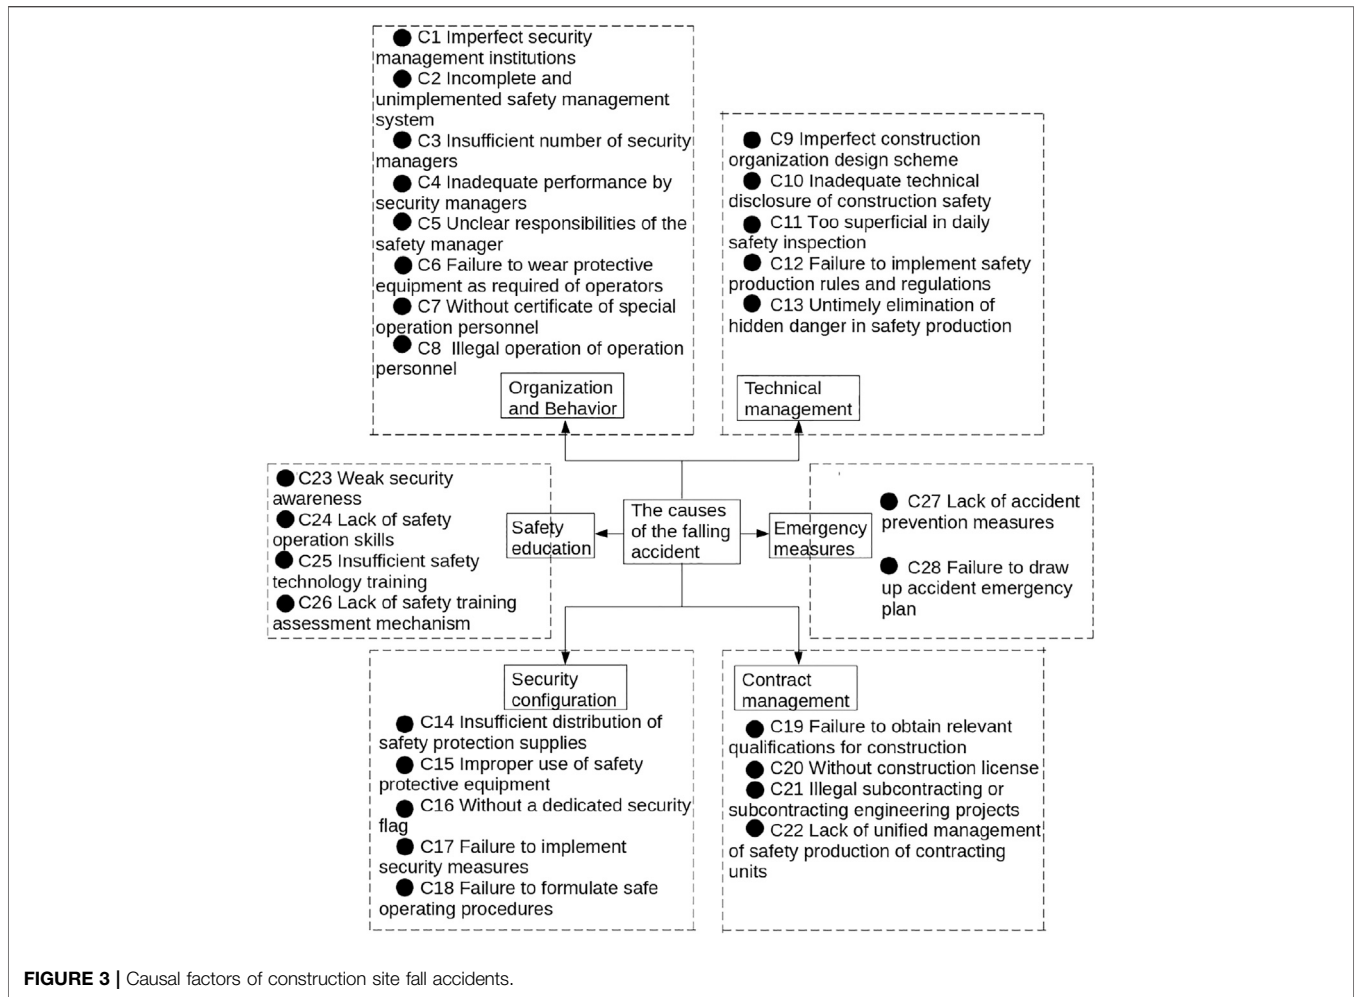 C1 Imperfect security
management institutions
C2 Incomplete and
unimplemented safety management
system
C3 Insufficient number of security
managers
C4 Inadequate performance by
security managers
C5 Unclear responsibilities of the
safety manager
C6 Failure to wear protective
equipment as required of operators
C7 Without certificate of special
operation personnel
C8 Illegal operation of operation
personnel
Organization
and Behavior
C9 Imperfect construction
organization design scheme
C10 Inadequate technical
disclosure of construction safety
C11 Too superficial in daily
safety inspection
C12 Failure to implement safety
production rules and regulations
C13 Untimely elimination of
hidden danger in safety production
Technical
management
C23 Weak security
awareness
C24 Lack of safety
operation skills
C25 Insufficient safety
technology training
C26 Lack of safety training
assessment mechanism
Safety
education
The causes
of the falling
accident
Emergency
measures
C27 Lack of accident
prevention measures
C28 Failure to draw
up accident emergency
plan
Security
configuration
C14 Insufficient distribution of
safety protection supplies
C15 Improper use of safety
protective equipment
C16 Without a dedicated security
flag
C17 Failure to implement
security measures
C18 Failure to formulate safe
operating procedures
Contract
management
C19 Failure to obtain relevant
qualifications for construction
C20 Without construction license
C21 Illegal subcontracting or
subcontracting engineering projects
C22 Lack of unified management
of safety production of contracting
units
FIGURE 3 | Causal factors of construction site fall accidents.